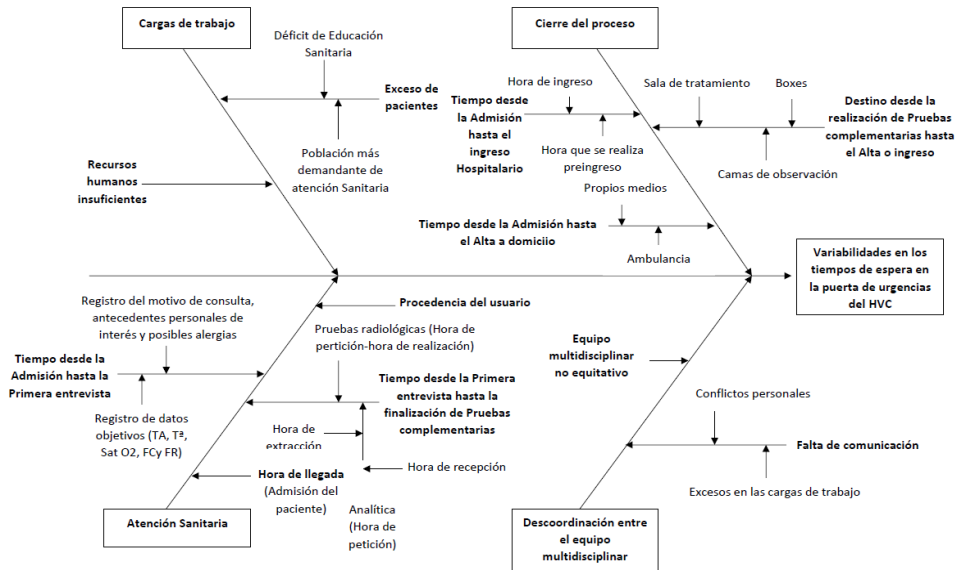 Cargas de trabajo
Cierre del proceso
Déficit de Educación
Sanitaria
Exceso de
pacientes
Población más
demandante de
atención Sanitaria
Recursos
humanos
insuficientes
Hora de ingreso
Tiempo desde
la Admisión
hasta el
ingreso
Hospitalario
Hora que se realiza
preingreso
Sala de tratamiento
Boxes
Destino desde la
realización de Pruebas
complementarias hasta
el Alta o ingreso
Camas de observación
Propios medios
Tiempo desde la Admisión hasta
el Alta a domiciio
Ambulancia
Variabilidades en los
tiempos de espera en
la puerta de urgencias
del HVC
Registro del motivo de consulta,
antecedentes personales de
interés y posibles alergias
Procedencia del usuario
Pruebas radiológicas (Hora de
pertición-hora de realización)
Tiempo desde la
Admisión hasta la
Primera entrevista
Registro de datos
objetivos (TA, Tª,
Sat O2, FCy FR)
Tiempo desde la Primera
entrevista hasta la
finalización de Pruebas
complementarias
Hora de
extracción
Hora de recepción
Hora de llegada
(Admisión del
paciente)
Analítica
(Hora de
petición)
Atención Sanitaria
Equipo
multidisciplinar
no equitativo
Conflictos personales
Falta de comunicación
Excesos en las cargas de trabajo
Descoordinación entre
el equipo
multidisciplinar